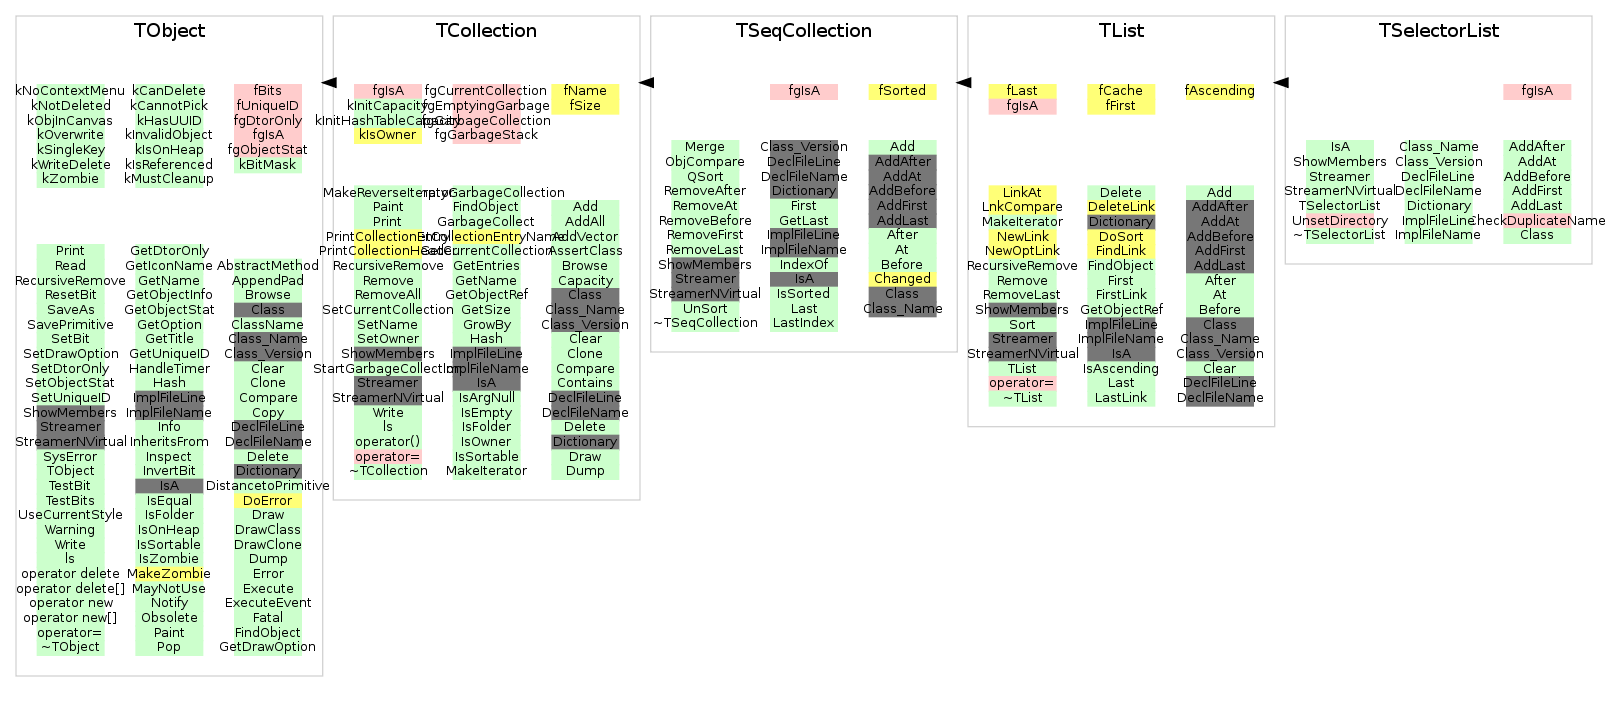 TObject
kNoContextMenu
kNotDeleted
kObjInCanvas
kOverwrite
kSingleKey
kWriteDelete
kZombie
kCanDelete
kCannotPick
kHasUUID
kInvalidObject
kIsOnHeap
kIsReferenced
kMustCleanup
fBits
fUniqueID
fgDtorOnly
fgIsA
fgObjectStat
kBitMask
Print
Read
RecursiveRemove
ResetBit
SaveAs
SavePrimitive
SetBit
SetDrawOption
SetDtorOnly
SetObjectStat
SetUniqueID
ShowMembers
Streamer
StreamerNVirtual
SysError
TObject
TestBit
TestBits
UseCurrentStyle
Warning
Write
ls
operator delete
operator delete[]
operator new
operator new[]
operator=
~TObject
GetDtorOnly
GetIconName
GetName
GetObjectInfo
GetObjectStat
GetOption
GetTitle
GetUniqueID
HandleTimer
Hash
ImplFileLine
ImplFileName
Info
InheritsFrom
Inspect
InvertBit
IsA
IsEqual
IsFolder
IsOnHeap
IsSortable
IsZombie
MakeZombie
MayNotUse
Notify
Obsolete
Paint
Pop
AbstractMethod
AppendPad
Browse
Class
ClassName
Class_Name
Class_Version
Clear
Clone
Compare
Copy
DeclFileLine
DeclFileName
Delete
Dictionary
DistancetoPrimitive
DoError
Draw
DrawClass
DrawClone
Dump
Error
Execute
ExecuteEvent
Fatal
FindObject
GetDrawOption
TCollection
fgIsA
kInitCapacity
kInitHashTableCapacity
kIsOwner
fgCurrentCollection
fgEmptyingGarbage
fgGarbageCollection
fgGarbageStack
fName
fSize
MakeReverseIterator
Paint
Print
PrintCollectionEntry
PrintCollectionHeader
RecursiveRemove
Remove
RemoveAll
SetCurrentCollection
SetName
SetOwner
ShowMembers
StartGarbageCollection
Streamer
StreamerNVirtual
Write
ls
operator()
operator=
~TCollection
EmptyGarbageCollection
FindObject
GarbageCollect
GetCollectionEntryName
GetCurrentCollection
GetEntries
GetName
GetObjectRef
GetSize
GrowBy
Hash
ImplFileLine
ImplFileName
IsA
IsArgNull
IsEmpty
IsFolder
IsOwner
IsSortable
MakeIterator
Add
AddAll
AddVector
AssertClass
Browse
Capacity
Class
Class_Name
Class_Version
Clear
Clone
Compare
Contains
DeclFileLine
DeclFileName
Delete
Dictionary
Draw
Dump
TSeqCollection
fgIsA
fSorted
Merge
ObjCompare
QSort
RemoveAfter
RemoveAt
RemoveBefore
RemoveFirst
RemoveLast
ShowMembers
Streamer
StreamerNVirtual
UnSort
~TSeqCollection
Class_Version
DeclFileLine
DeclFileName
Dictionary
First
GetLast
ImplFileLine
ImplFileName
IndexOf
IsA
IsSorted
Last
LastIndex
Add
AddAfter
AddAt
AddBefore
AddFirst
AddLast
After
At
Before
Changed
Class
Class_Name
TList
fLast
fgIsA
fCache
fFirst
fAscending
LinkAt
LnkCompare
MakeIterator
NewLink
NewOptLink
RecursiveRemove
Remove
RemoveLast
ShowMembers
Sort
Streamer
StreamerNVirtual
TList
operator=
~TList
Delete
DeleteLink
Dictionary
DoSort
FindLink
FindObject
First
FirstLink
GetObjectRef
ImplFileLine
ImplFileName
IsA
IsAscending
Last
LastLink
Add
AddAfter
AddAt
AddBefore
AddFirst
AddLast
After
At
Before
Class
Class_Name
Class_Version
Clear
DeclFileLine
DeclFileName
TSelectorList
fgIsA
IsA
ShowMembers
Streamer
StreamerNVirtual
TSelectorList
UnsetDirectory
~TSelectorList
Class_Name
Class_Version
DeclFileLine
DeclFileName
Dictionary
ImplFileLine
ImplFileName
AddAfter
AddAt
AddBefore
AddFirst
AddLast
CheckDuplicateName
Class